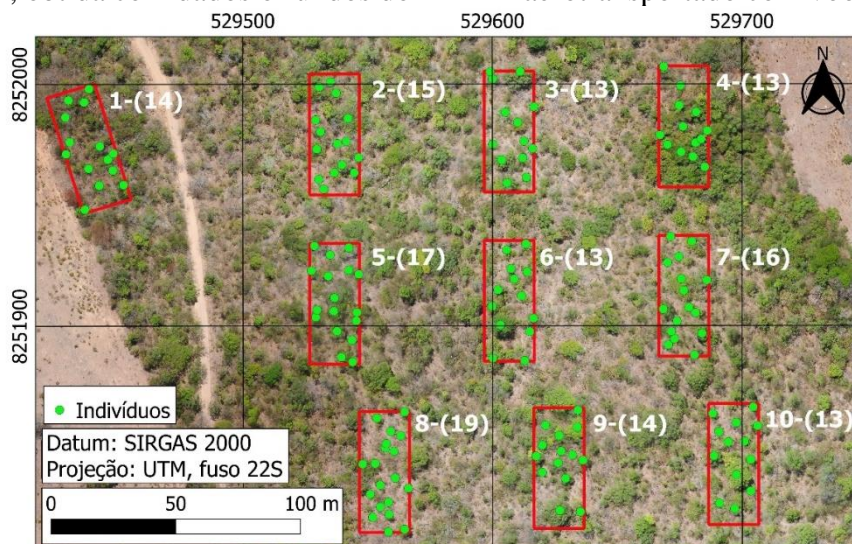 529500 529600 529700
N
8252000
8251900
1-(14)
2-(15)
3-(13)
4-(13)
5-(17)
6-(13)
7-(16)
8-(19)
9-(14)
10-(13)
Indivíduos
Datum: SIRGAS 2000
Projeção: UTM, fuso 22S
0 50 100 m